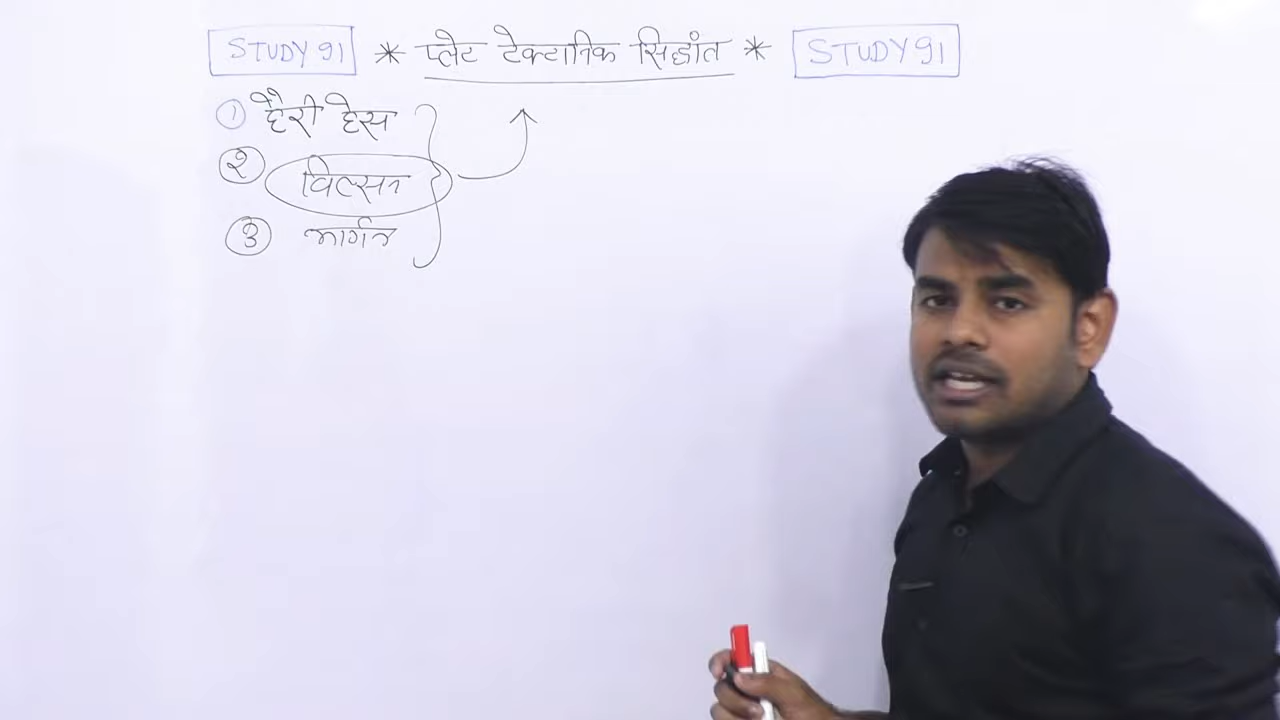 STUDY 91 * प्लेट टेक्टानिक सिद्धांत * STUDY 91
① हैरी हेस
② विल्सन
③ मार्गन